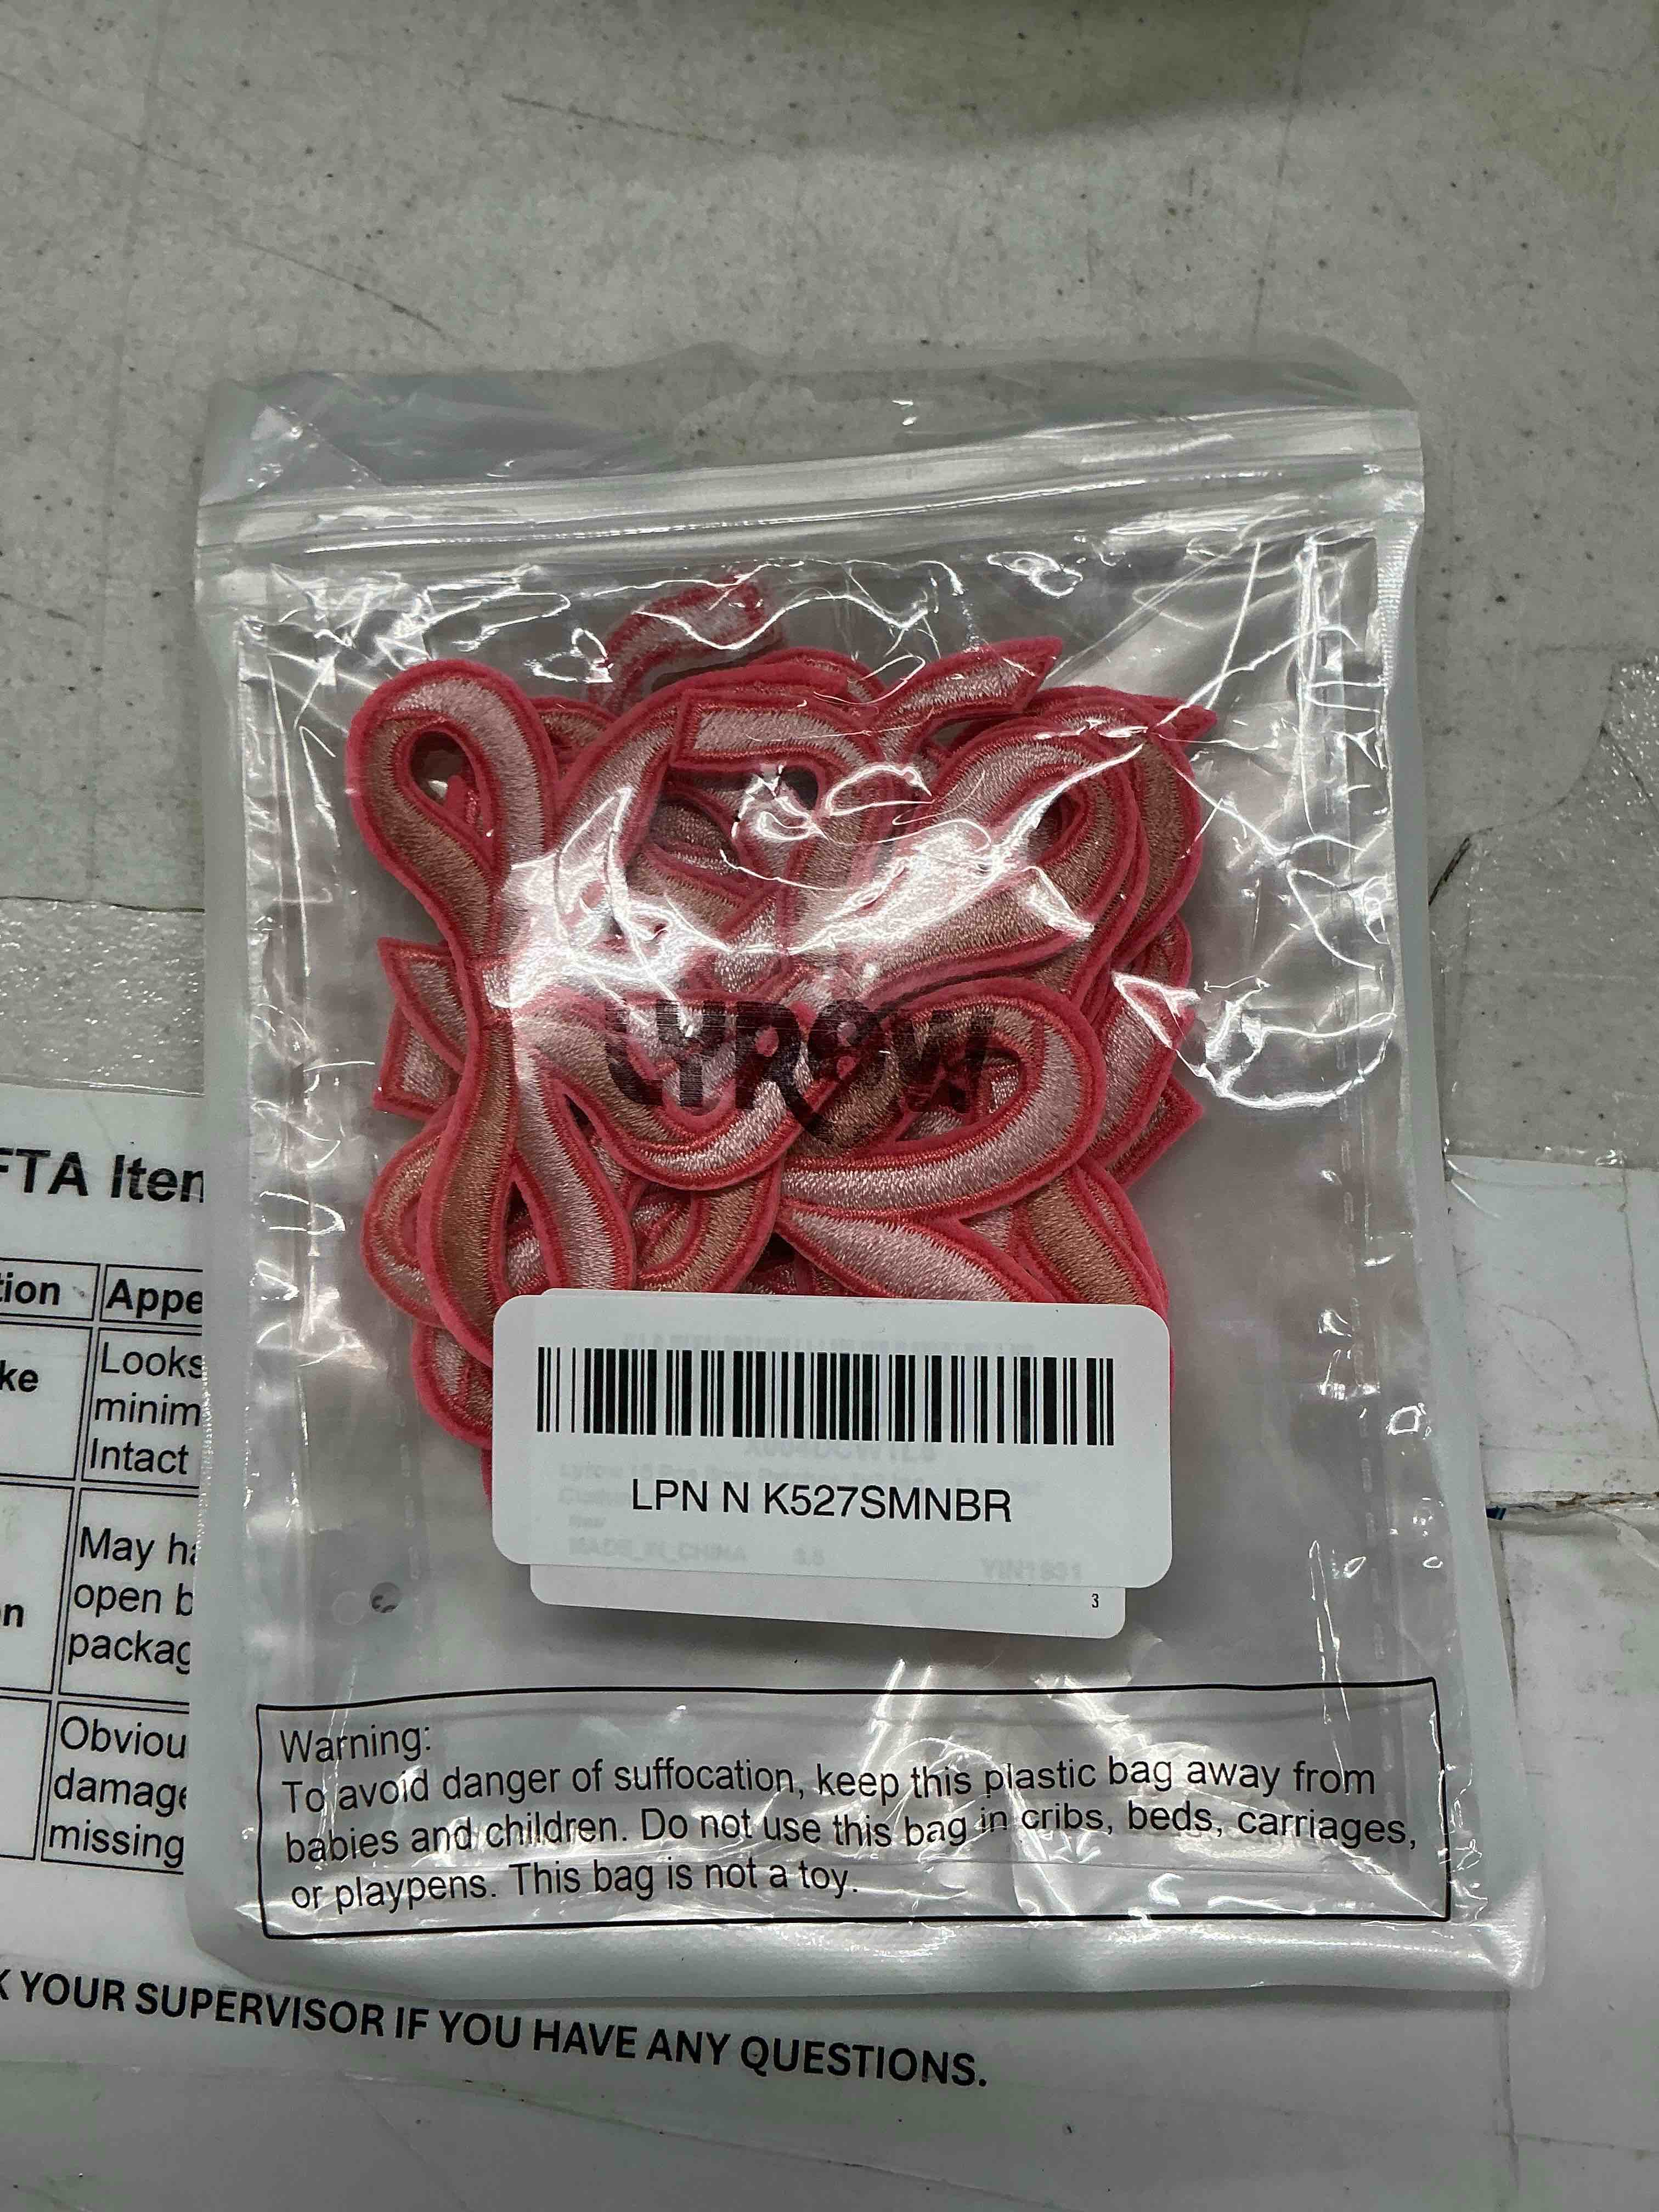 LYROW
FTA Iten
tion
Appe
ke
Looks
minim
Intact
n
May ha
open b
packag
Obviou
damage
missing
LPN N K527SMNBR
MADE_IN_CHINA
3
Warning:
To avoid danger of suffocation, keep this plastic bag away from
babies and children. Do not use this bag in cribs, beds, carriages,
or playpens. This bag is not a toy.
K YOUR SUPERVISOR IF YOU HAVE ANY QUESTIONS.